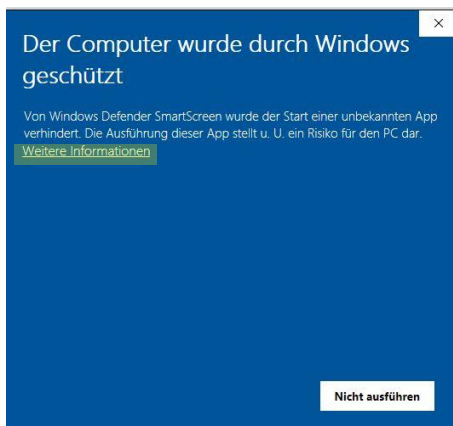 Der Computer wurde durch Windows
geschützt
Von Windows Defender SmartScreen wurde der Start einer unbekannten App
verhindert. Die Ausführung dieser App stellt u. U. ein Risiko für den PC dar.
Weitere Informationen
Nicht ausführen